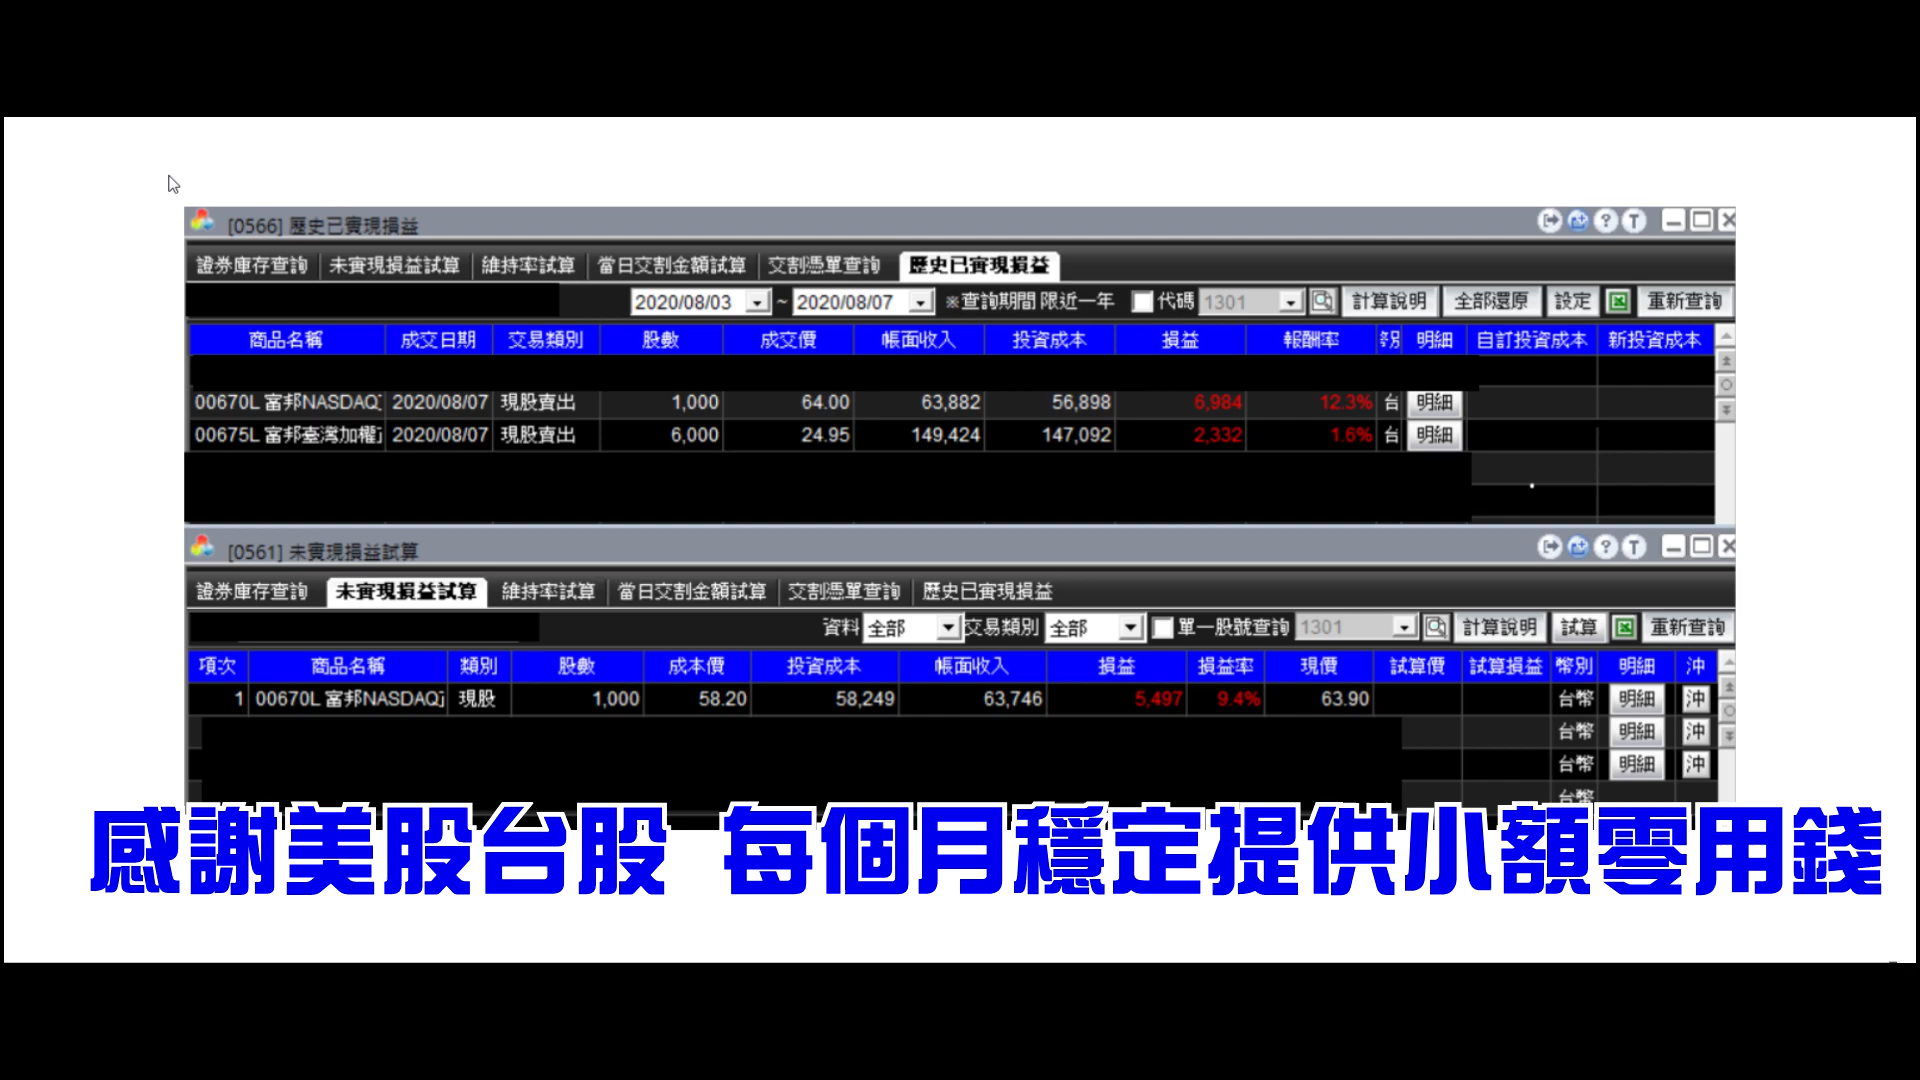 [0566] 歷史已實現損益
證券庫存查詢 未實現損益試算 維持率試算 當日交割金額試算 交割憑單查詢 歷史已實現損益
2020/08/03 ~ 2020/08/07 ※查詢期間限近一年 代碼 1301 計算說明 全部還原 設定 重新查詢
商品名稱 成交日期 交易類別 股數 成交價 帳面收入 投資成本 損益 報酬率 明細 自訂投資成本 新投資成本
00670L 富邦NASDAQ 2020/08/07 現股賣出 1,000 64.00 63,882 56,898 6,984 12.3% 台 明細
00675L 富邦臺灣加權 2020/08/07 現股賣出 6,000 24.95 149,424 147,092 2,332 1.6% 台 明細
[0561] 未實現損益試算
證券庫存查詢 未實現損益試算 維持率試算 當日交割金額試算 交割憑單查詢 歷史已實現損益
資料 全部 交易類別 全部 單一股號查詢 1301 計算說明 試算 重新查詢
項次 商品名稱 類別 股數 成本價 投資成本 帳面收入 損益 損益率 現價 試算價 試算損益 幣別 明細 沖
1 00670L 富邦NASDAQ 現股 1,000 58.20 58,249 63,746 5,497 9.4% 63.90 台幣 明細 沖
台幣 明細 沖
台幣 明細 沖
台幣
感謝美股台股 每個月穩定提供小額零用錢